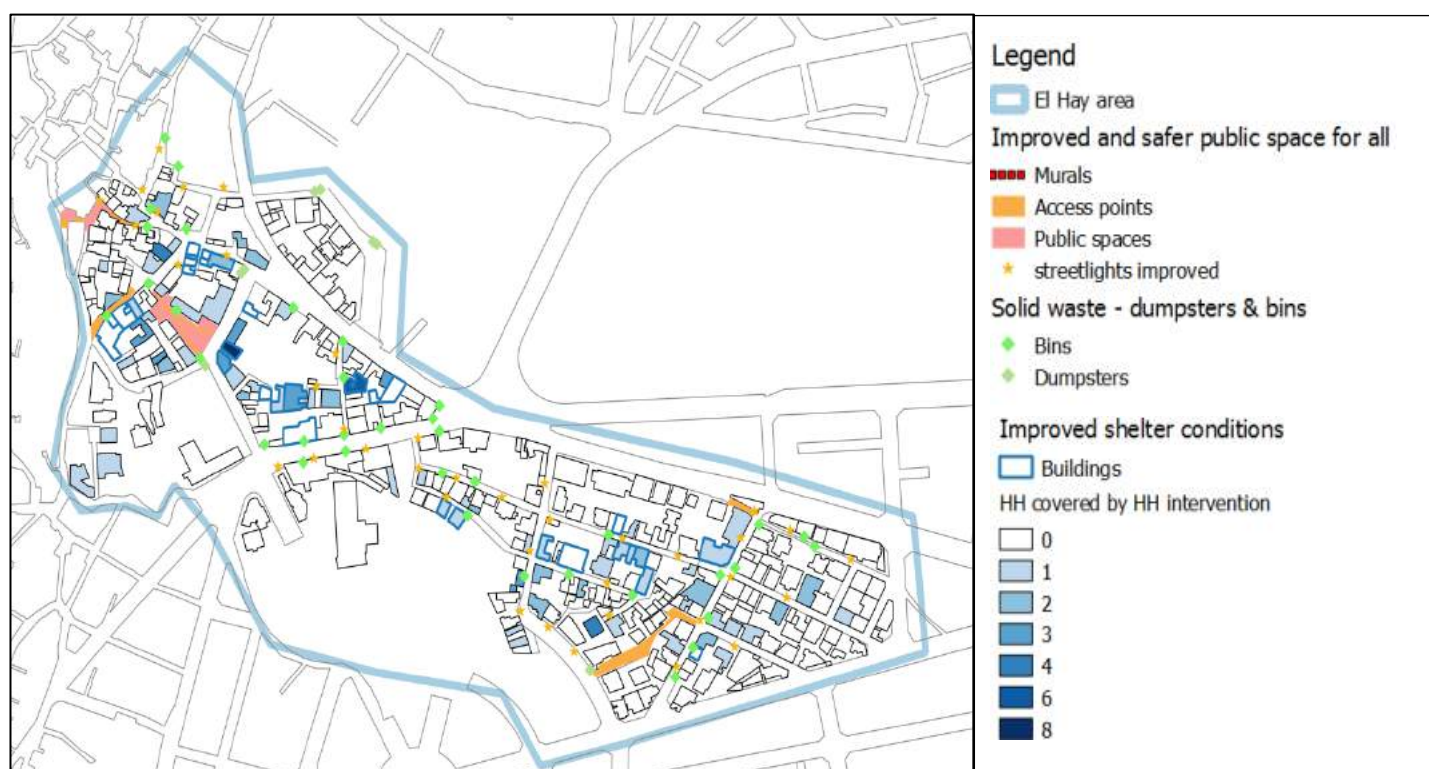 Legend
El Hay area
Improved and safer public space for all
Murals
Access points
Public spaces
streetlights improved
Solid waste - dumpsters & bins
Bins
Dumpsters
Improved shelter conditions
Buildings
HH covered by HH intervention
0
1
2
3
4
6
8